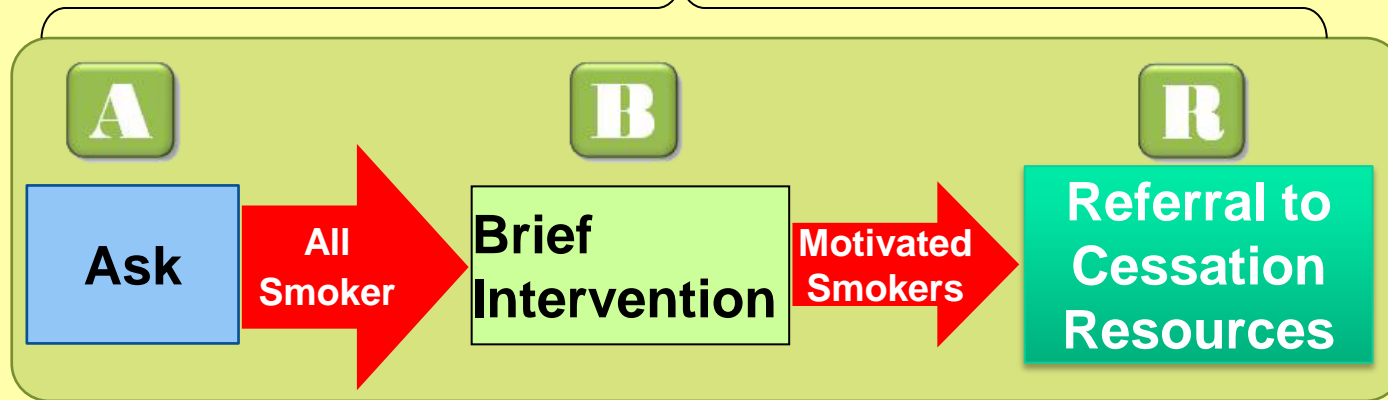 A
B
R
Ask
All
Smoker
Brief
Intervention
Motivated
Smokers
Referral to
Cessation
Resources